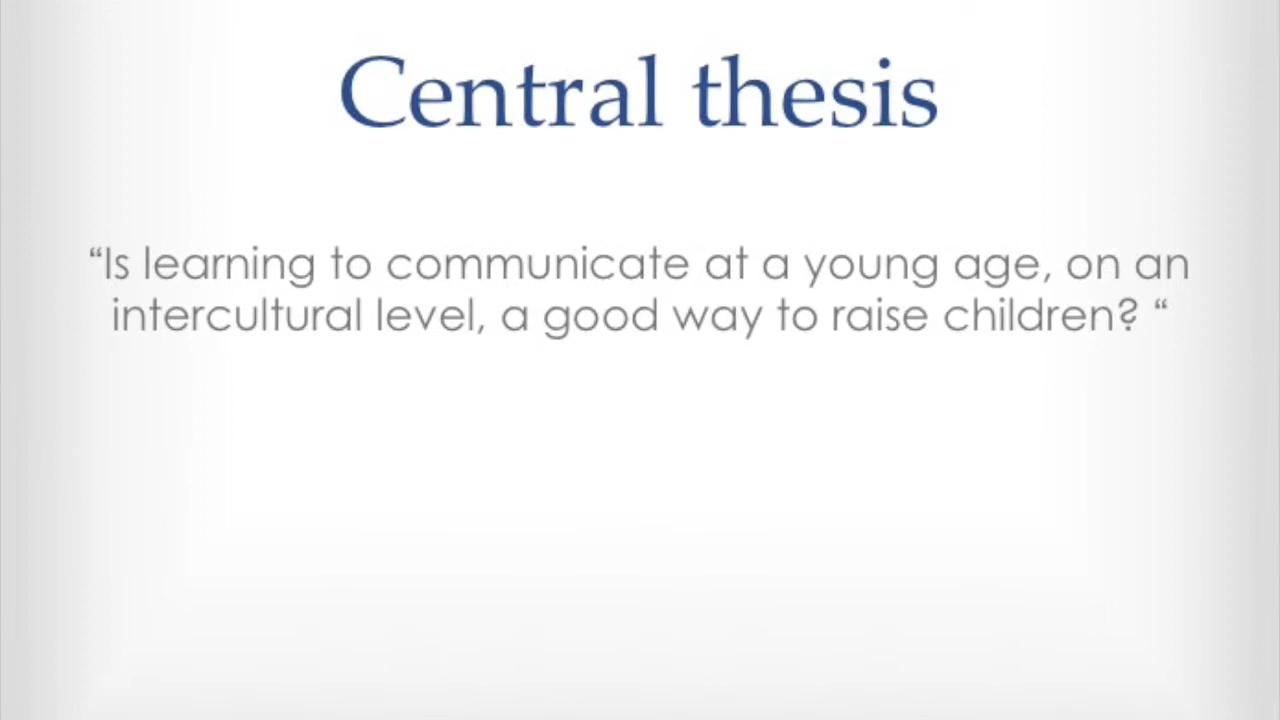 Central thesis
“Is learning to communicate at a young age, on an
intercultural level, a good way to raise children? “